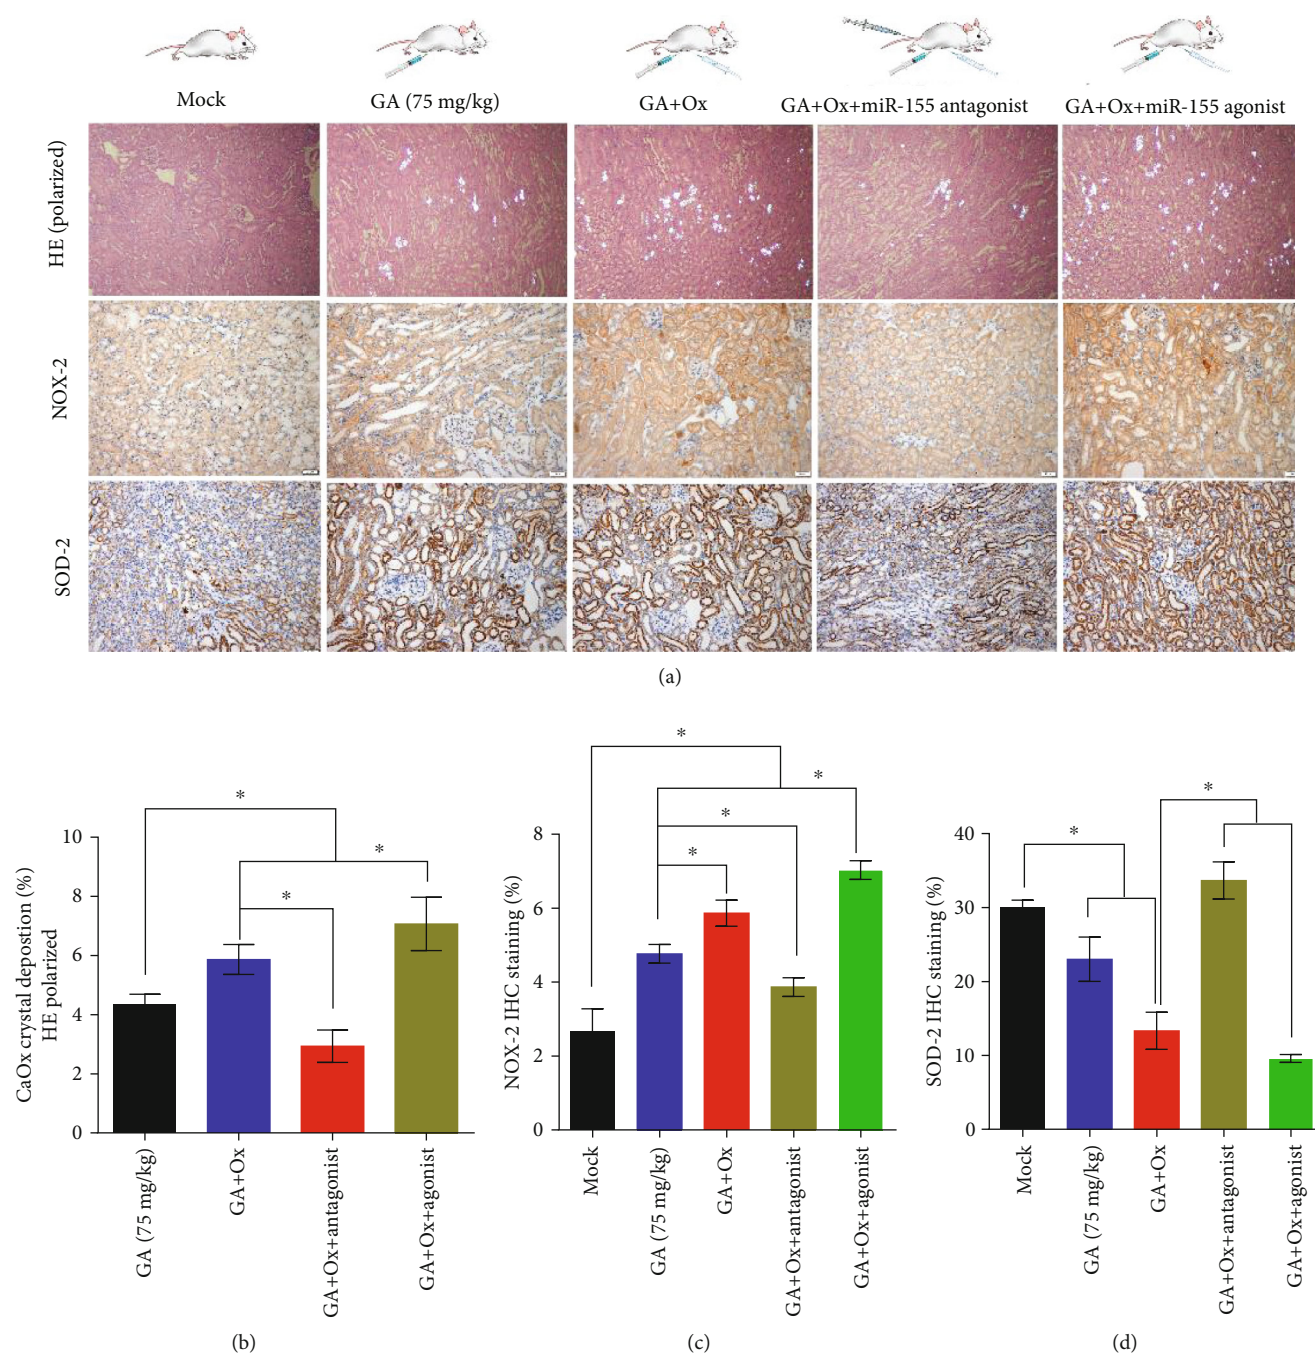 Mock
GA (75 mg/kg)
GA+Ox
GA+Ox+miR-155 antagonist
GA+Ox+miR-155 agonist
HE (polarized)
NOX-2
SOD-2
(a)
CaOx crystal depostion (%)
HE polarized
10
8
6
4
2
0
*
*
*
GA (75 mg/kg)
GA+Ox
GA+Ox+antagonist
GA+Ox+agonist
(b)
NOX-2 IHC staining (%)
8
6
4
2
0
*
*
*
*
Mock
GA (75 mg/kg)
GA+Ox
GA+Ox+antagonist
GA+Ox+agonist
(c)
SOD-2 IHC staining (%)
40
30
20
10
0
*
*
Mock
GA (75 mg/kg)
GA+Ox
GA+Ox+antagonist
GA+Ox+agonist
(d)